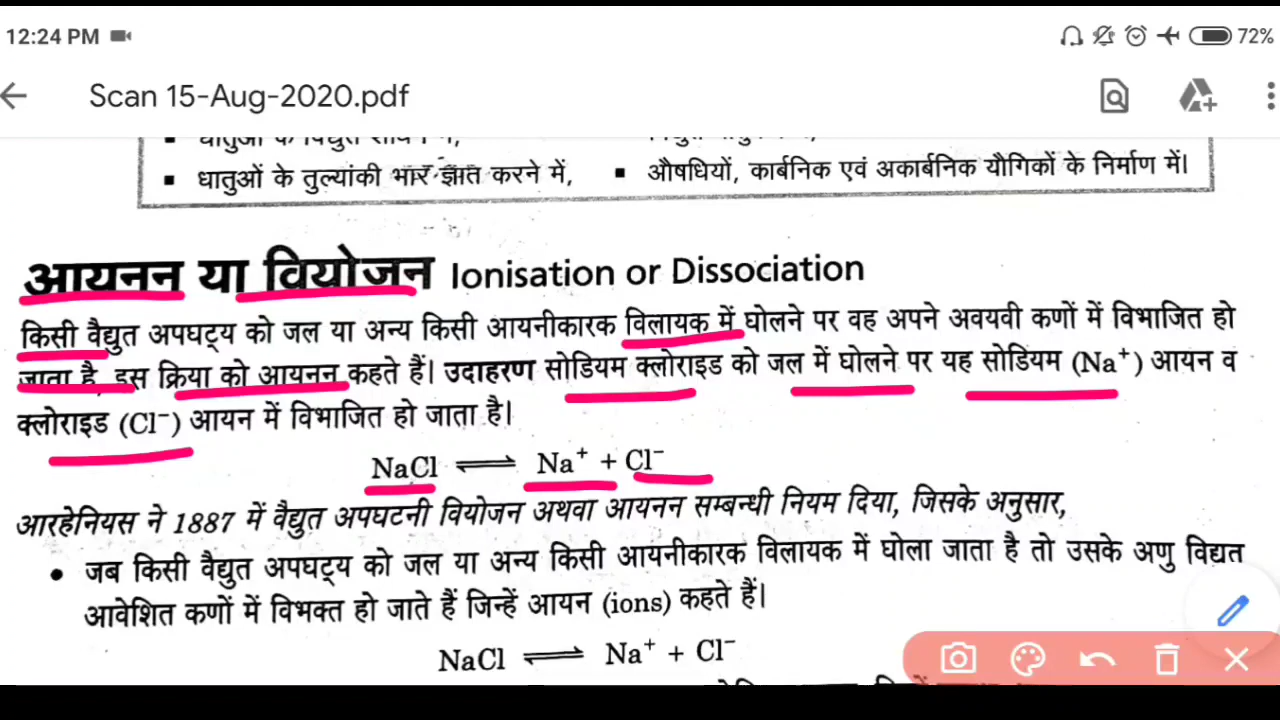 12:24 PM 72%
Scan 15-Aug-2020.pdf
▪ धातुओं के तुल्यांकी भार ज्ञात करने में, ▪ औषधियों, कार्बनिक एवं अकार्बनिक यौगिकों के निर्माण में।
आयनन या वियोजन Ionisation or Dissociation
किसी वैद्युत अपघट्य को जल या अन्य किसी आयनीकारक विलायक में घोलने पर वह अपने अवयवी कणों में विभाजित हो
जाता है, इस क्रिया को आयनन कहते हैं। उदाहरण सोडियम क्लोराइड को जल में घोलने पर यह सोडियम (Na⁺) आयन व
क्लोराइड (Cl⁻) आयन में विभाजित हो जाता है।
NaCl ⇌ Na⁺ + Cl⁻
आरहेनियस ने 1887 में वैद्युत अपघटनी वियोजन अथवा आयनन सम्बन्धी नियम दिया, जिसके अनुसार,
• जब किसी वैद्युत अपघट्य को जल या अन्य किसी आयनीकारक विलायक में घोला जाता है तो उसके अणु विद्यत
आवेशित कणों में विभक्त हो जाते हैं जिन्हें आयन (ions) कहते हैं।
NaCl ⇌ Na⁺ + Cl⁻